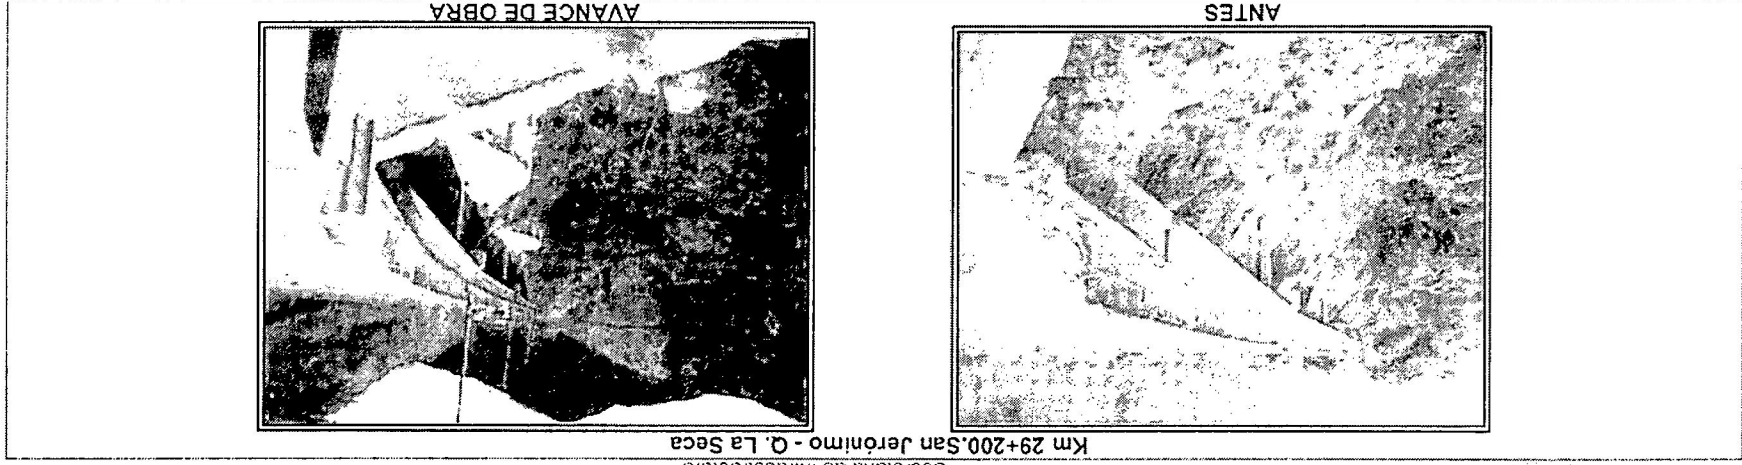 Km 29+200.San Jerónimo - Q. La Seca
ANTES
AVANCE DE OBRA